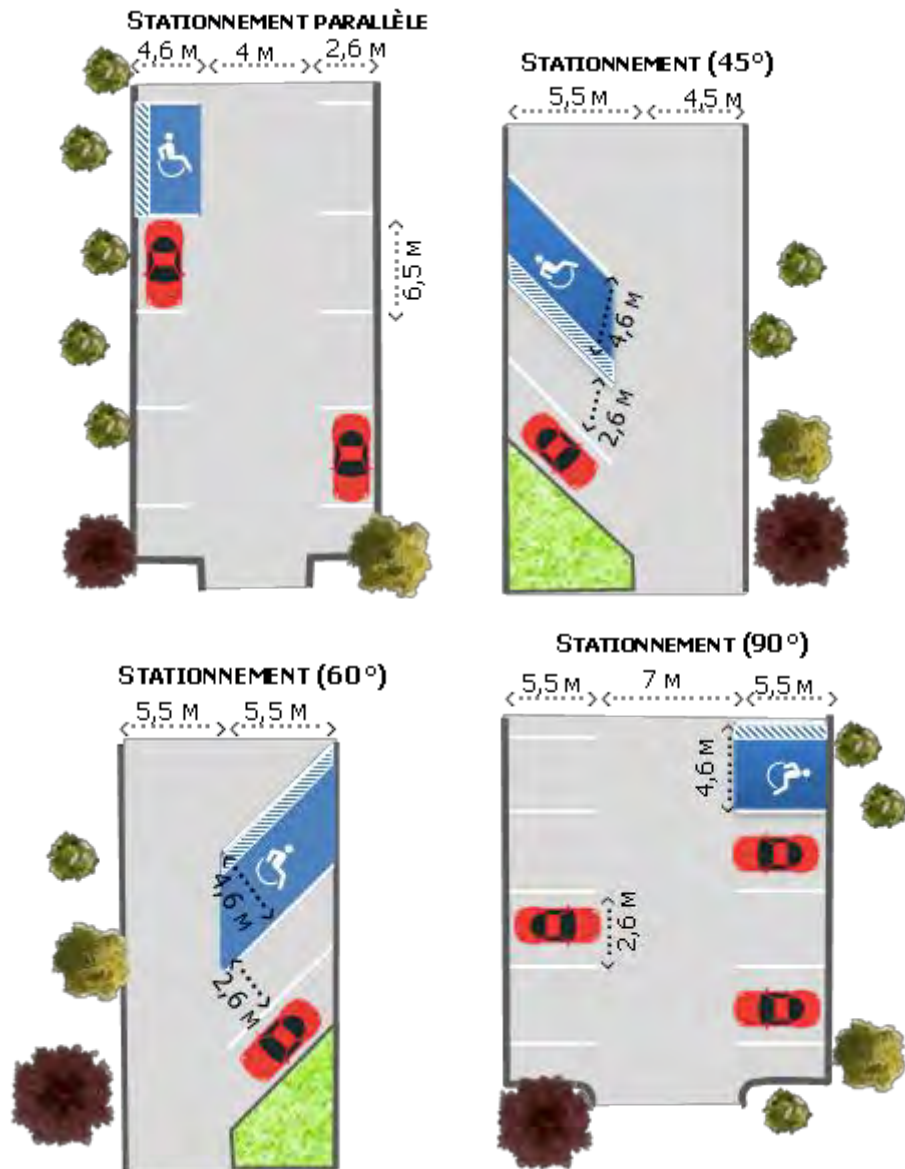 STATIONNEMENT PARALLÈLE
4,6 M 4 M 2,6 M
6,5 M
STATIONNEMENT (45°)
5,5 M 4,5 M
4,6 M
2,6 M
STATIONNEMENT (60°)
5,5 M 5,5 M
4,6 M
2,6 M
STATIONNEMENT (90°)
5,5 M 7 M 5,5 M
4,6 M
2,6 M